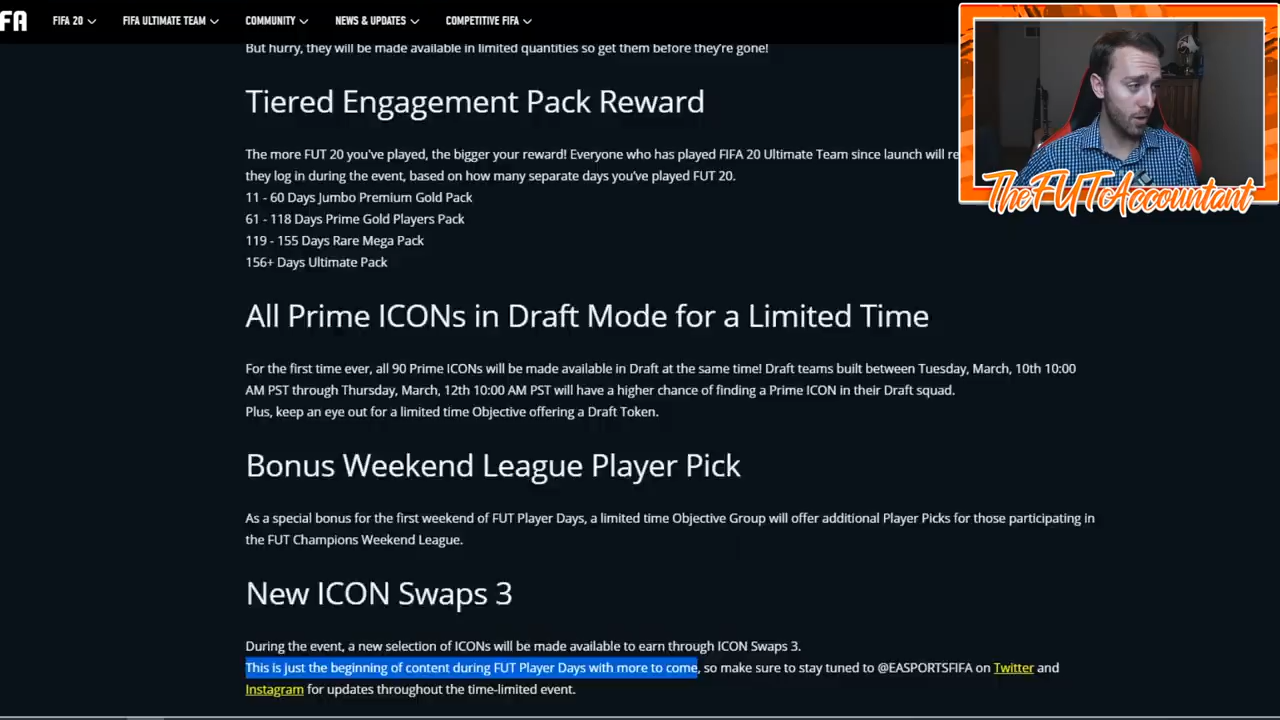 FA
FIFA 20
FIFA ULTIMATE TEAM
COMMUNITY
NEWS & UPDATES
COMPETITIVE FIFA
But hurry, they will be made available in limited quantities so get them before they're gone!
Tiered Engagement Pack Reward
The more FUT 20 you've played, the bigger your reward! Everyone who has played FIFA 20 Ultimate Team since launch will
they log in during the event, based on how many separate days you've played FUT 20.
11 - 60 Days Jumbo Premium Gold Pack
61 - 118 Days Prime Gold Players Pack
119 - 155 Days Rare Mega Pack
156+ Days Ultimate Pack
TheFUTAccountant
All Prime ICONs in Draft Mode for a Limited Time
For the first time ever, all 90 Prime ICONs will be made available in Draft at the same time! Draft teams built between Tuesday, March, 10th 10:00
AM PST through Thursday, March, 12th 10:00 AM PST will have a higher chance of finding a Prime ICON in their Draft squad.
Plus, keep an eye out for a limited time Objective offering a Draft Token.
Bonus Weekend League Player Pick
As a special bonus for the first weekend of FUT Player Days, a limited time Objective Group will offer additional Player Picks for those participating in
the FUT Champions Weekend League.
New ICON Swaps 3
During the event, a new selection of ICONs will be made available to earn through ICON Swaps 3.
This is just the beginning of content during FUT Player Days with more to come, so make sure to stay tuned to @EASPORTSFIFA on Twitter and
Instagram for updates throughout the time-limited event.